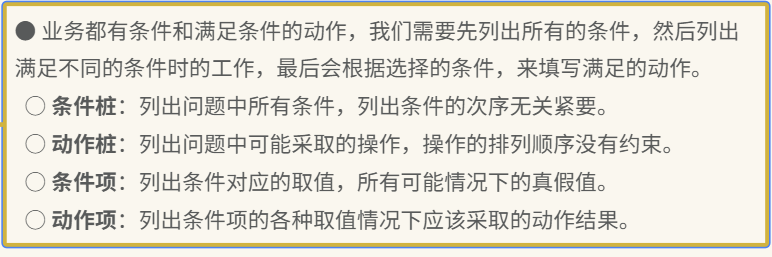 ● 业务都有条件和满足条件的动作，我们需要先列出所有的条件，然后列出
满足不同的条件时的工作，最后会根据选择的条件，来填写满足的动作。
○ 条件桩：列出问题中所有条件，列出条件的次序无关紧要。
○ 动作桩：列出问题中可能采取的操作，操作的排列顺序没有约束。
○ 条件项：列出条件对应的取值，所有可能情况下的真假值。
○ 动作项：列出条件项的各种取值情况下应该采取的动作结果。